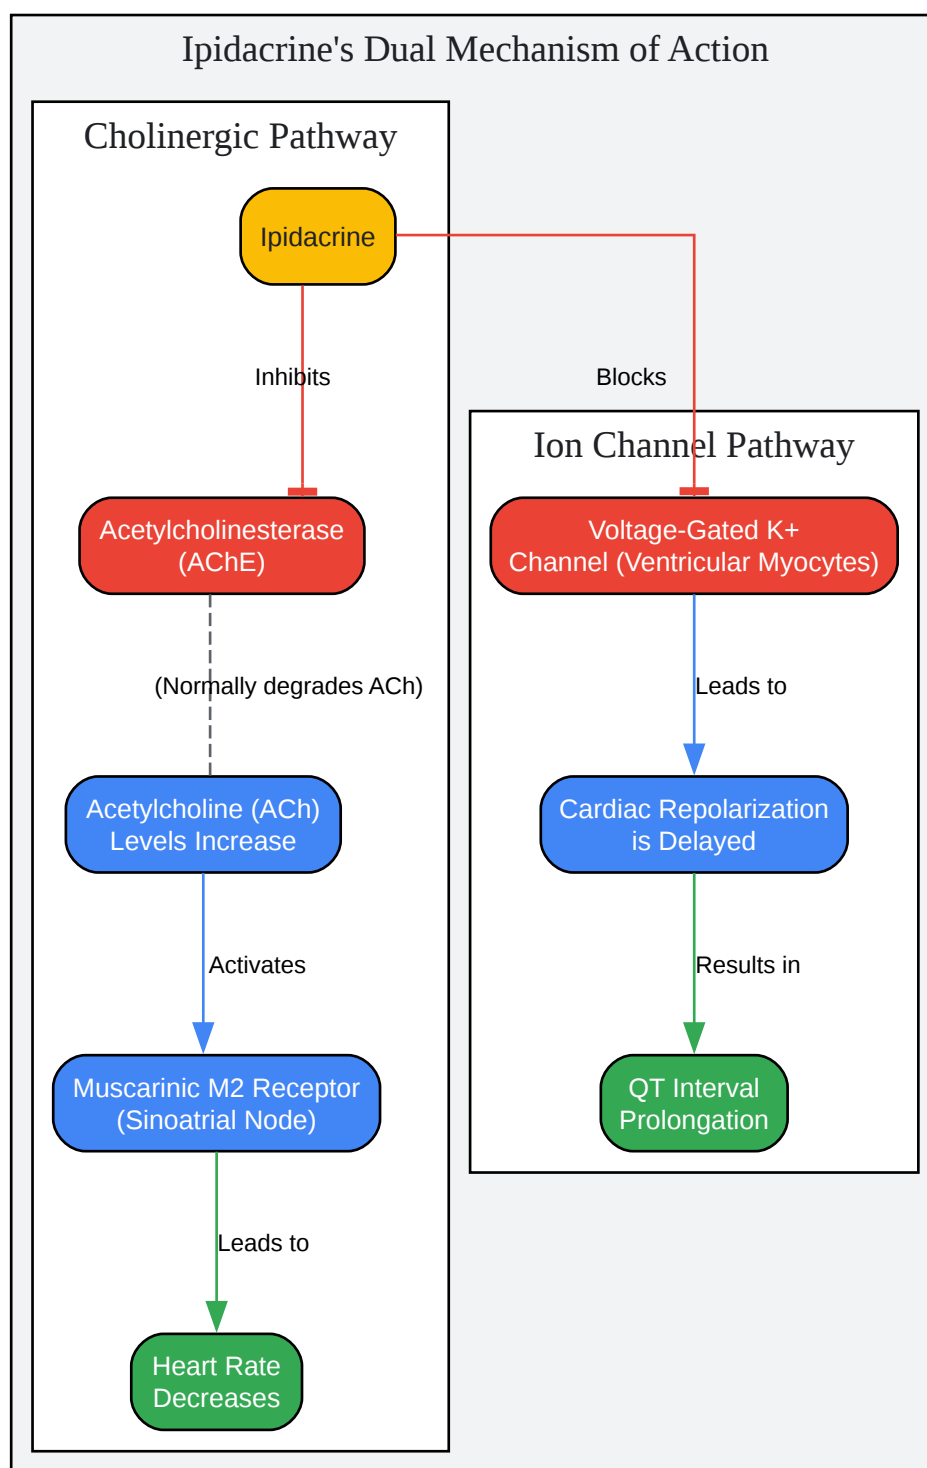 Ipidacrine's Dual Mechanism of Action
Cholinergic Pathway
Ipidacrine
Inhibits
Blocks
Ion Channel Pathway
Acetylcholinesterase
(AChE)
Voltage-Gated K+
Channel (Ventricular Myocytes)
(Normally degrades ACh)
Leads to
Acetylcholine (ACh)
Levels Increase
Cardiac Repolarization
is Delayed
Activates
Results in
Muscarinic M2 Receptor
(Sinoatrial Node)
QT Interval
Prolongation
Leads to
Heart Rate
Decreases